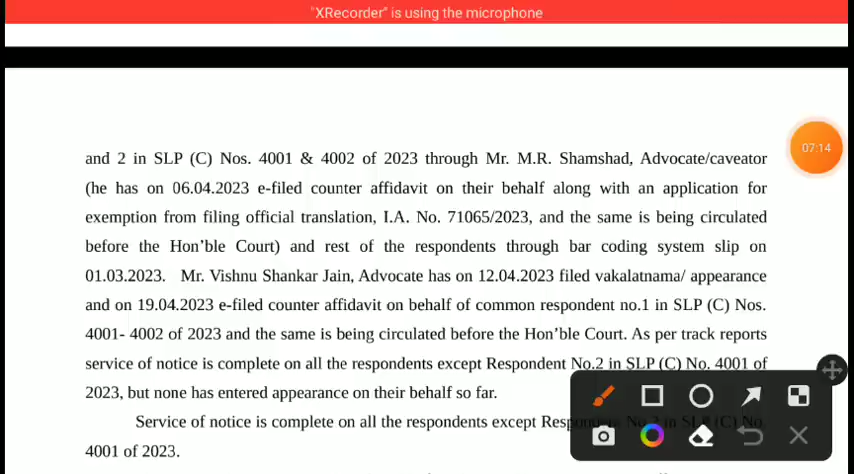 "XRecorder" is using the microphone
and 2 in SLP (C) Nos. 4001 & 4002 of 2023 through Mr. M.R. Shamshad, Advocate/caveator
07:14
(he has on 06.04.2023 e-filed counter affidavit on their behalf along with an application for
exemption from filing official translation, I.A. No. 71065/2023, and the same is being circulated
before the Hon'ble Court) and rest of the respondents through bar coding system slip on
01.03.2023. Mr. Vishnu Shankar Jain, Advocate has on 12.04.2023 filed vakalatnama/ appearance
and on 19.04.2023 e-filed counter affidavit on behalf of common respondent no.1 in SLP (C) Nos.
4001- 4002 of 2023 and the same is being circulated before the Hon'ble Court. As per track reports
service of notice is complete on all the respondents except Respondent No.2 in SLP (C) No. 4001 of
2023, but none has entered appearance on their behalf so far.
Service of notice is complete on all the respondents except Respondent No.2 in SLP (C) No.
4001 of 2023.